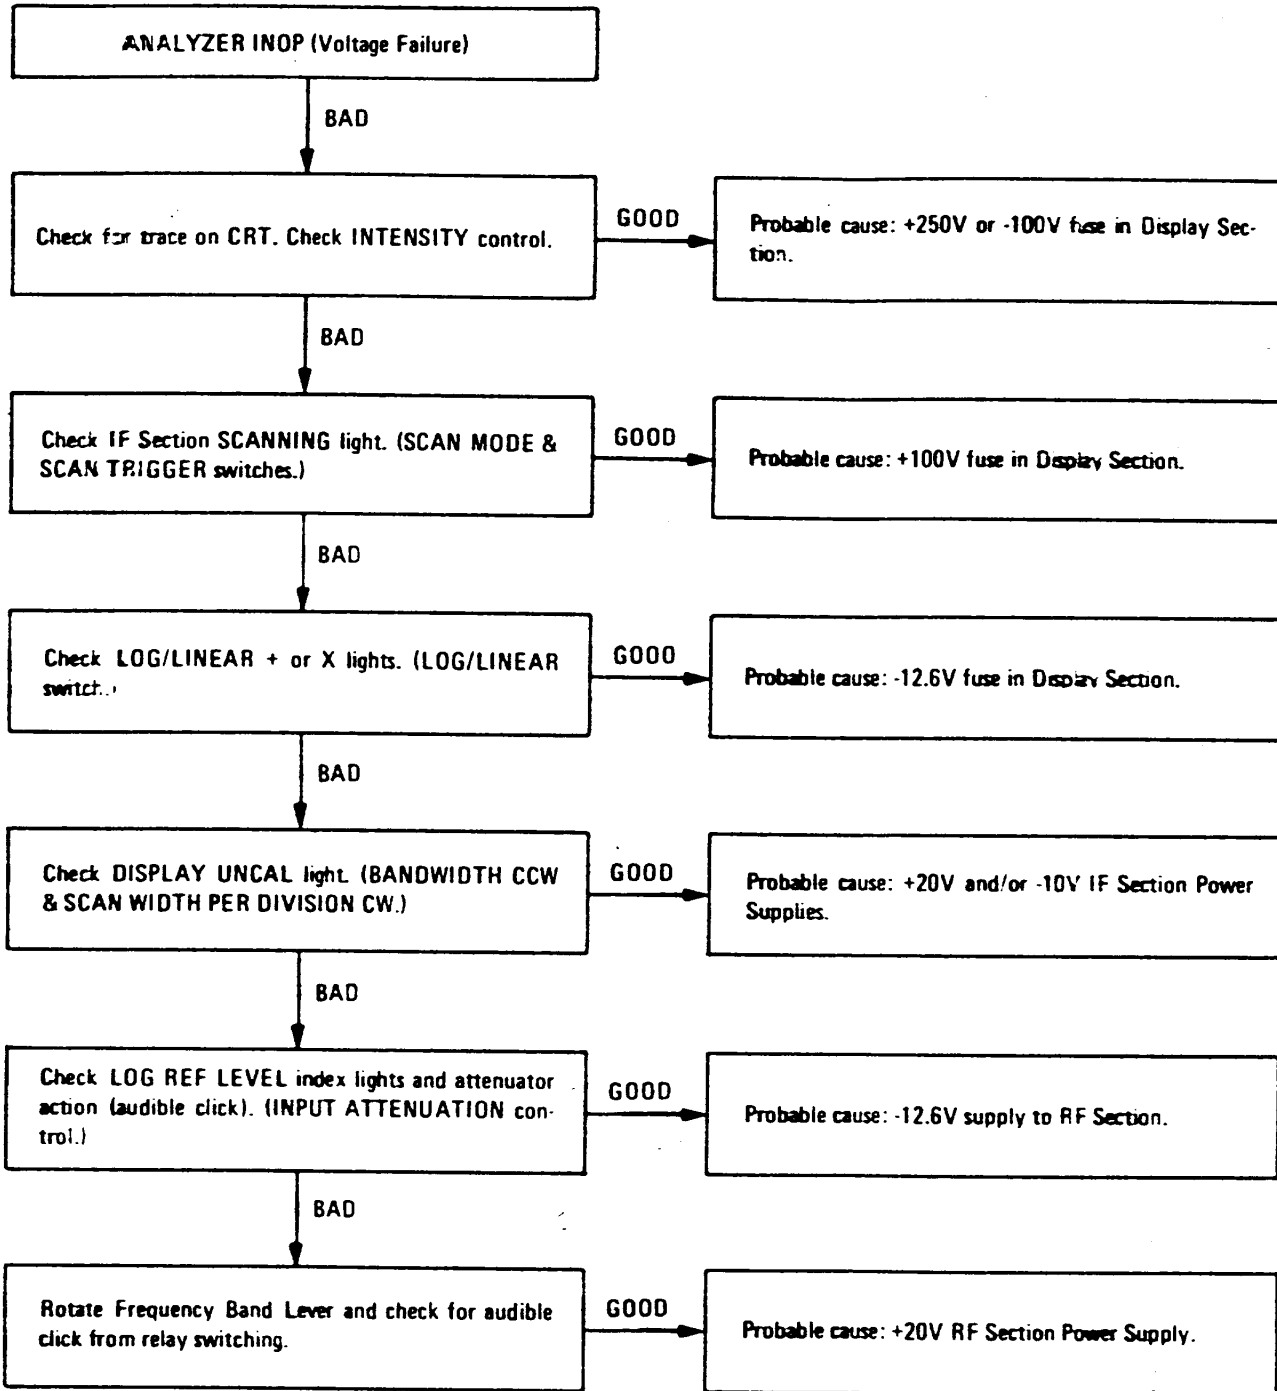 ANALYZER INOP (Voltage Failure)
BAD
Check for trace on CRT. Check INTENSITY control.
GOOD
Probable cause: +250V or -100V fuse in Display Sec-
tion.
BAD
Check IF Section SCANNING light. (SCAN MODE &
SCAN TRIGGER switches.)
GOOD
Probable cause: +100V fuse in Display Section.
BAD
Check LOG/LINEAR + or X lights. (LOG/LINEAR
switch.)
GOOD
Probable cause: -12.6V fuse in Display Section.
BAD
Check DISPLAY UNCAL light. (BANDWIDTH CCW
& SCAN WIDTH PER DIVISION CW.)
GOOD
Probable cause: +20V and/or -10V IF Section Power
Supplies.
BAD
Check LOG REF LEVEL index lights and attenuator
action (audible click). (INPUT ATTENUATION con-
trol.)
GOOD
Probable cause: -12.6V supply to RF Section.
BAD
Rotate Frequency Band Lever and check for audible
click from relay switching.
GOOD
Probable cause: +20V RF Section Power Supply.